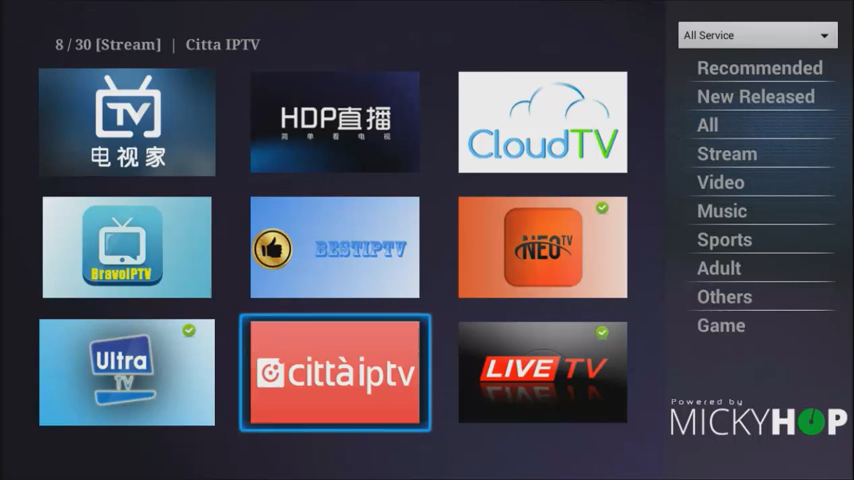 8 / 30 [Stream] | Citta IPTV
All Service
TV
电视家
HDP直播
简单看电视
CloudTV
BravoIPTV
BESTIPTV
NEO TV
Ultra
TV
cittàiptv
LIVE TV
Recommended
New Released
All
Stream
Video
Music
Sports
Adult
Others
Game
Powered by
MICKYHOP